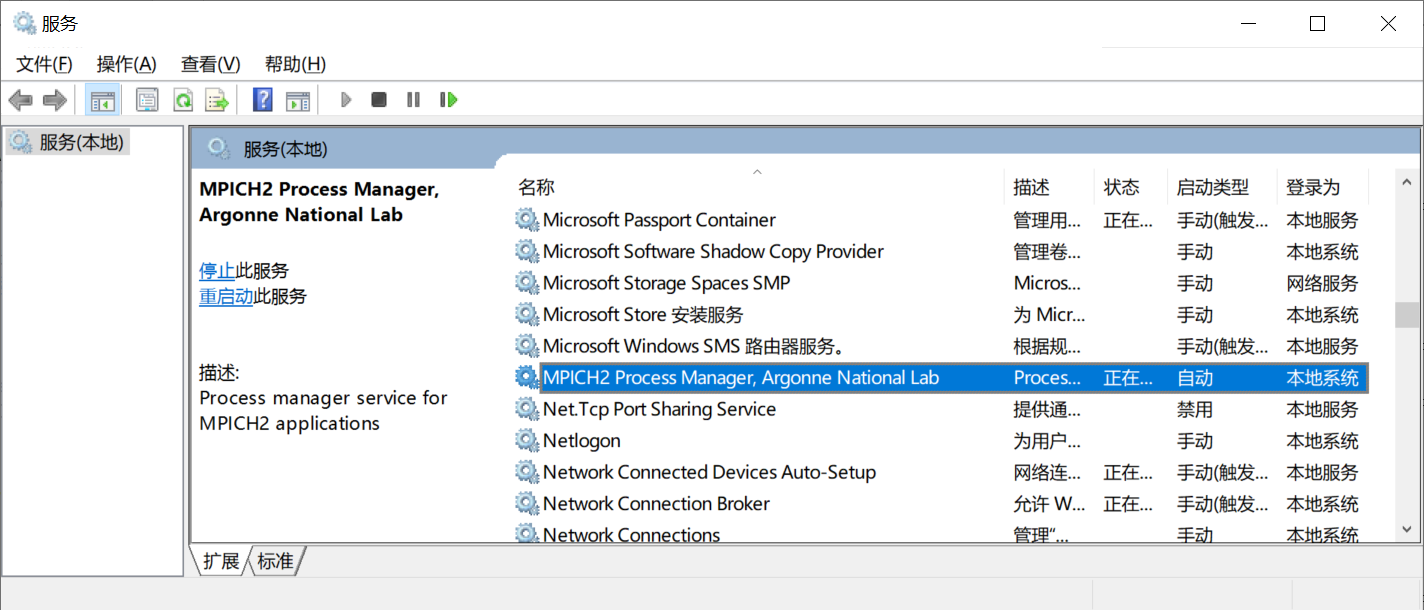 服务
文件(F) 操作(A) 查看(V) 帮助(H)
服务(本地)
服务(本地)
MPICH2 Process Manager,
Argonne National Lab
停止此服务
重启动此服务
描述:
Process manager service for
MPICH2 applications
名称 描述 状态 启动类型 登录为
Microsoft Passport Container 管理用... 正在... 手动(触发... 本地服务
Microsoft Software Shadow Copy Provider 管理卷... 手动 本地系统
Microsoft Storage Spaces SMP Micros... 手动 网络服务
Microsoft Store 安装服务 为 Micr... 手动 本地系统
Microsoft Windows SMS 路由器服务。 根据规... 手动(触发... 本地服务
MPICH2 Process Manager, Argonne National Lab Proces... 正在... 自动 本地系统
Net.Tcp Port Sharing Service 提供通... 禁用 本地服务
Netlogon 为用户... 手动 本地系统
Network Connected Devices Auto-Setup 网络连... 正在... 手动(触发... 本地服务
Network Connection Broker 允许 W... 正在... 手动(触发... 本地系统
Network Connections 管理“... 手动 本地系统
扩展 标准